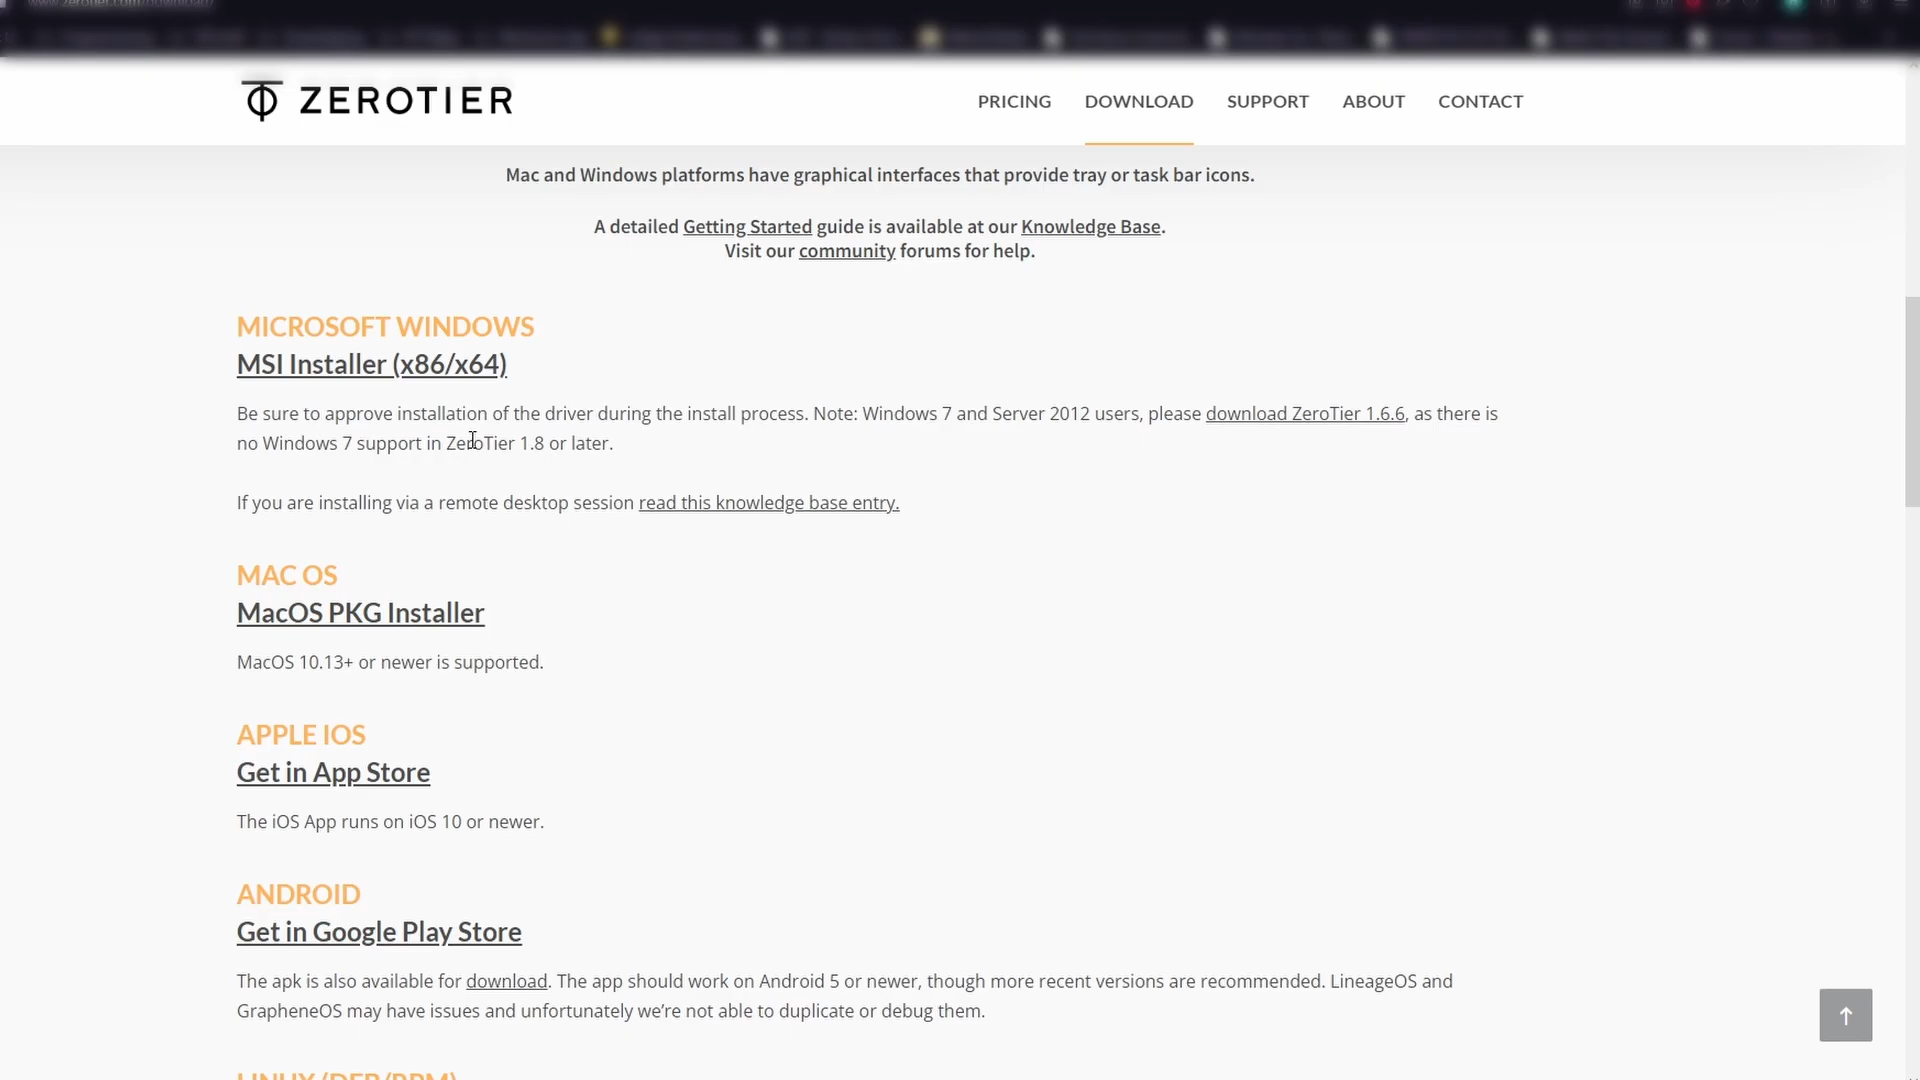 www.zerotier.com/download/
ZEROTIER
PRICING DOWNLOAD SUPPORT ABOUT CONTACT
Mac and Windows platforms have graphical interfaces that provide tray or task bar icons.
A detailed Getting Started guide is available at our Knowledge Base.
Visit our community forums for help.
MICROSOFT WINDOWS
MSI Installer (x86/x64)
Be sure to approve installation of the driver during the install process. Note: Windows 7 and Server 2012 users, please download ZeroTier 1.6.6, as there is
no Windows 7 support in ZeroTier 1.8 or later.
If you are installing via a remote desktop session read this knowledge base entry.
MAC OS
MacOS PKG Installer
MacOS 10.13+ or newer is supported.
APPLE IOS
Get in App Store
The iOS App runs on iOS 10 or newer.
ANDROID
Get in Google Play Store
The apk is also available for download. The app should work on Android 5 or newer, though more recent versions are recommended. LineageOS and
GrapheneOS may have issues and unfortunately we’re not able to duplicate or debug them.
LINUX (DEB/RPM)